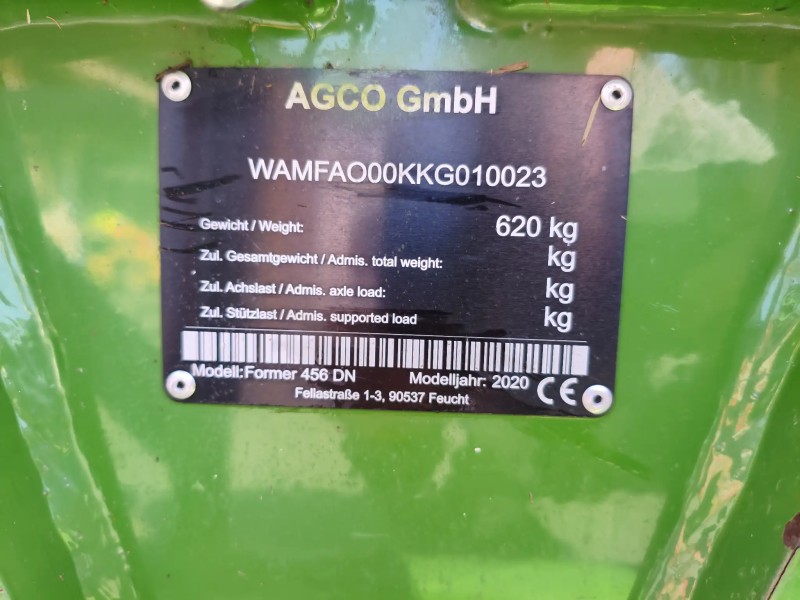 AGCO GmbH
WAMFAO00KKG010023
Gewicht / Weight: 620 kg
Zul. Gesamtgewicht / Admis. total weight: kg
Zul. Achslast / Admis. axle load: kg
Zul. Stützlast / Admis. supported load kg
Modell: Former 456 DN Modelljahr: 2020 CE
Fellastraße 1-3, 90537 Feucht